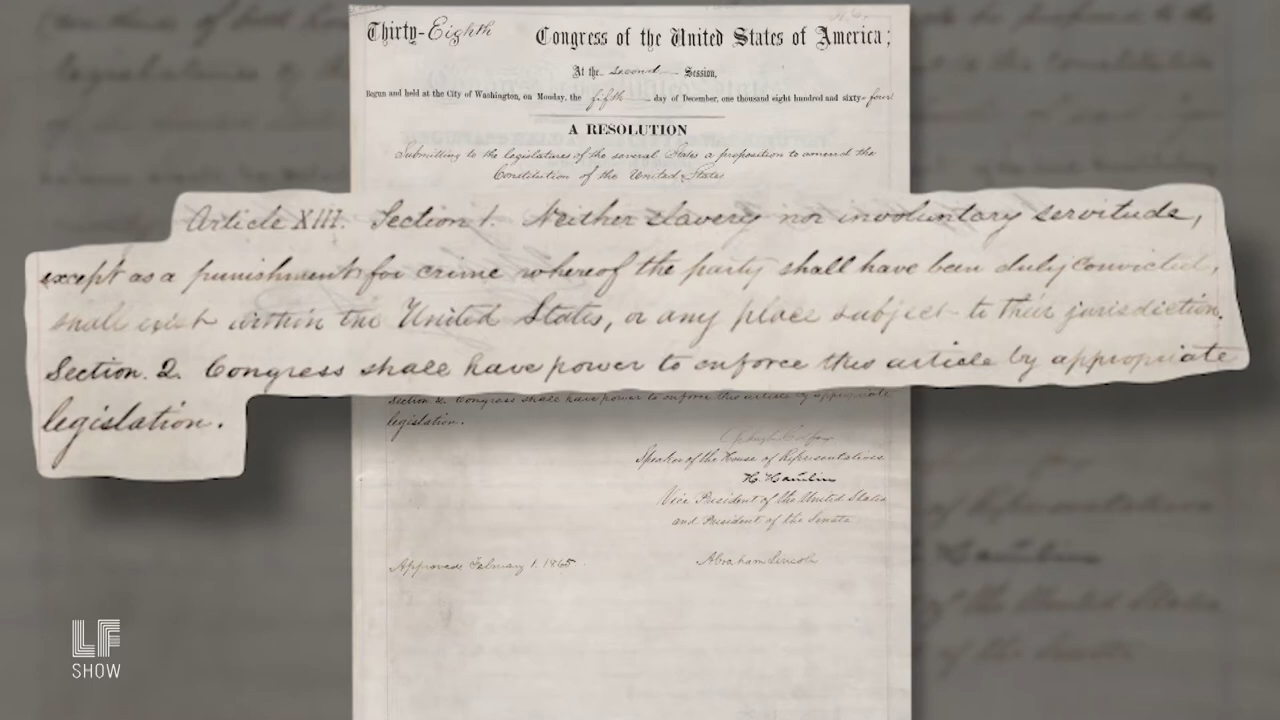 Thirty-Eighth Congress of the United States of America;
At the second Session,
Begun and held at the City of Washington, on Monday, the fifth day of December, one thousand eight hundred and sixty-four
A RESOLUTION
Submitting to the legislatures of the several States a proposition to amend the
Constitution of the United States
Article XIII. Section 1. Neither slavery nor involuntary servitude,
except as a punishment for crime whereof the party shall have been duly convicted,
shall exist within the United States, or any place subject to their jurisdiction.
Section. 2. Congress shall have power to enforce this article by appropriate
legislation.
Section 2. Congress shall have power to enforce this article by appropriate
legislation.
Schuyler Colfax
Speaker of the House of Representatives.
H. Hamlin
Vice President of the United States
and President of the Senate
Approved February 1. 1865.
Abraham Lincoln
LF
SHOW